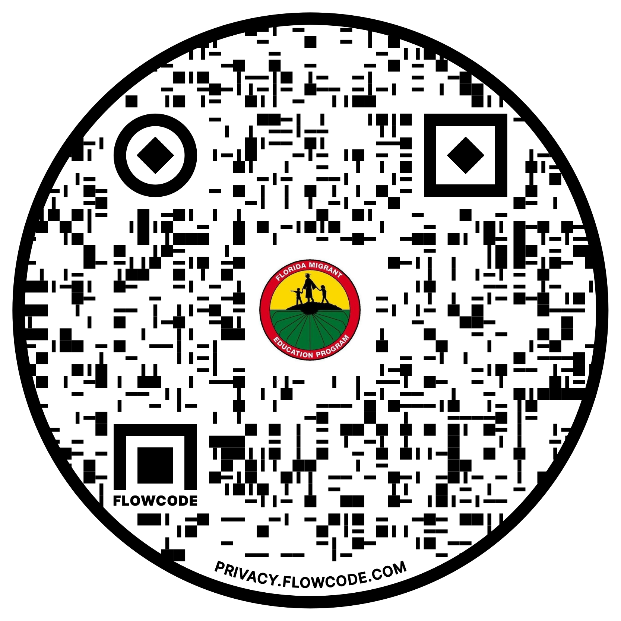 FLORIDA MIGRANT
EDUCATION PROGRAM
FLOWCODE
PRIVACY.FLOWCODE.COM